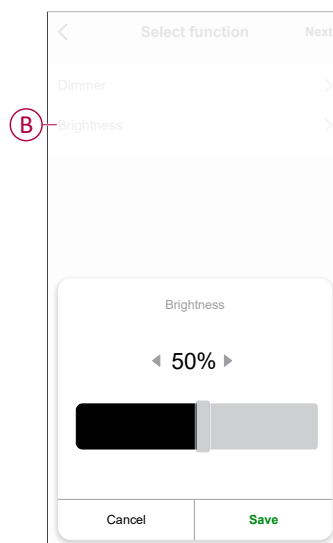 Select function Next
Dimmer
B Brightness
Brightness
50%
Cancel Save